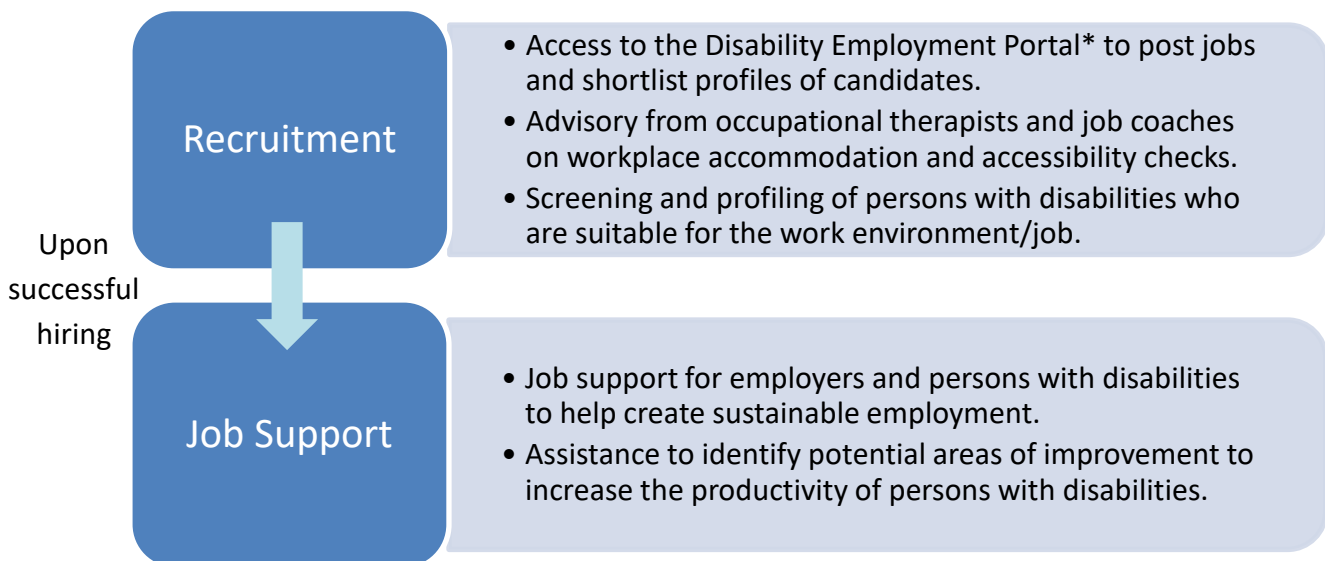 Recruitment
• Access to the Disability Employment Portal* to post jobs
and shortlist profiles of candidates.
• Advisory from occupational therapists and job coaches
on workplace accommodation and accessibility checks.
• Screening and profiling of persons with disabilities who
are suitable for the work environment/job.
Upon
successful
hiring
Job Support
• Job support for employers and persons with disabilities
to help create sustainable employment.
• Assistance to identify potential areas of improvement to
increase the productivity of persons with disabilities.